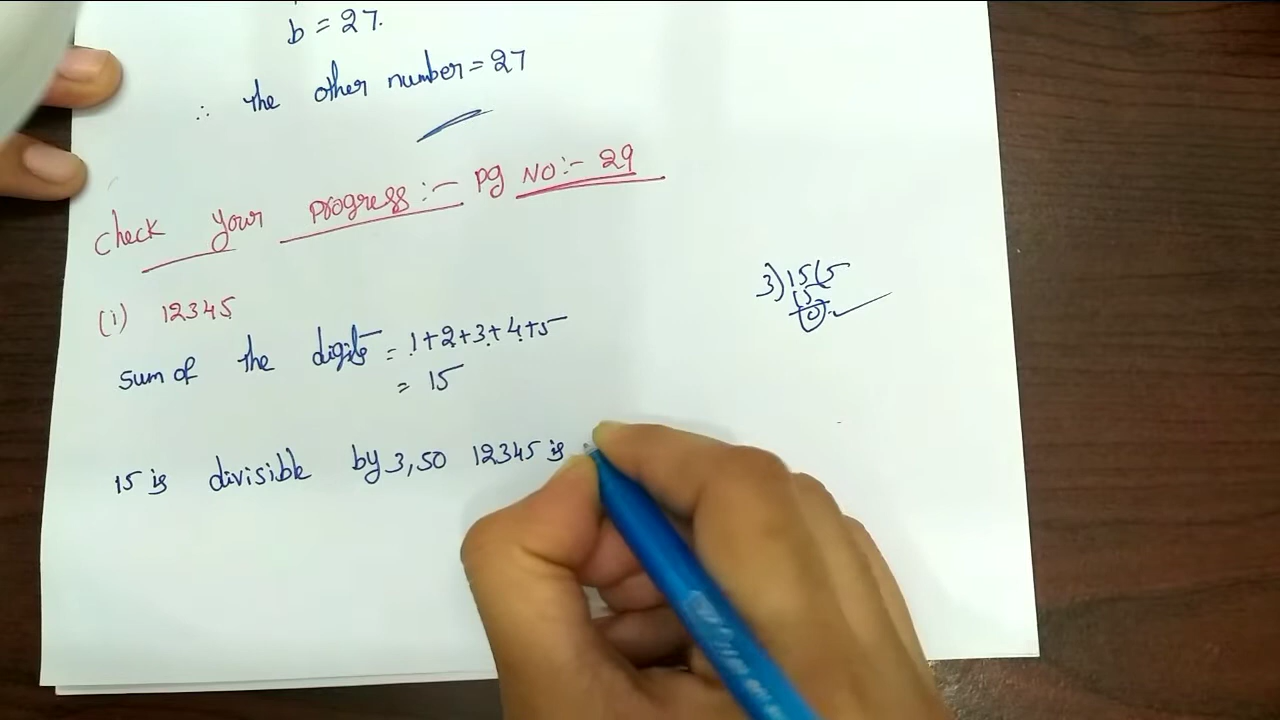 b = 27.
∴ the other number = 27
Check your progress :- Pg No :- 29
(i) 12345
3)15(5
15
0
Sum of the digits = 1+2+3+4+5
= 15
15 is divisible by 3, so 12345 is